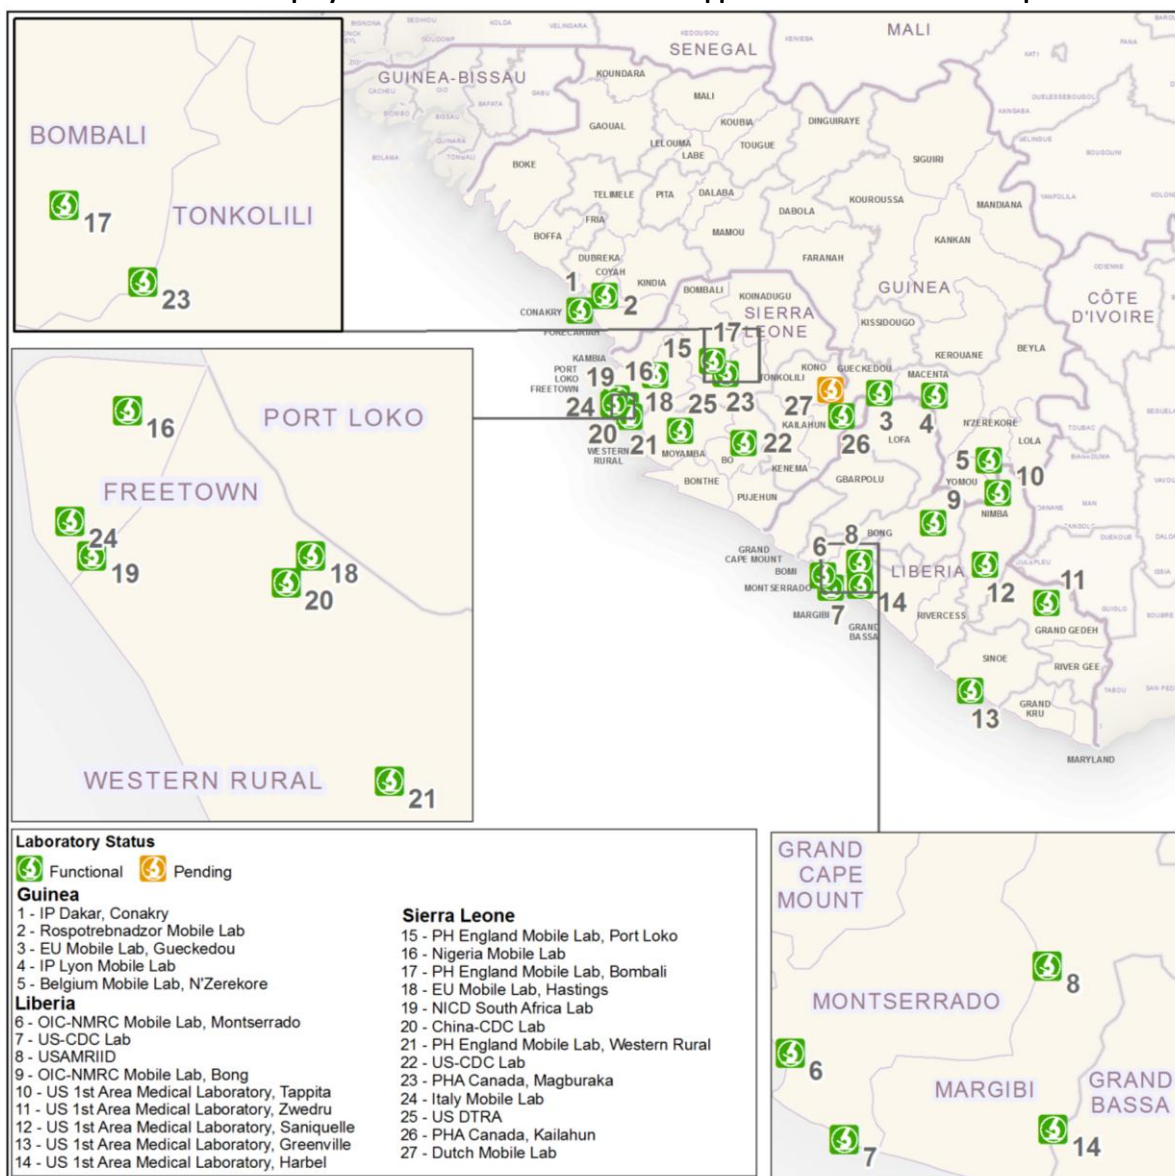 BOMBALI
17
TONKOLILI
23
16
PORT LOKO
FREETOWN
24
19
18
20
WESTERN RURAL
21
SENEGAL
MALI
GUINEA-BISSAU
KOUNDARA
MALI
GAOUAL
KOUBIA
DINGUIRAYE
LELOUMA
LABE
TOUGUE
SIGUIRI
BOKE
TELIMELE
PITA
DALABA
KOUROUSSA
MANDIANA
FRIA
DABOLA
BOFFA
MAMOU
KANKAN
DUBREKA
FARANAH
COYAH
KINDIA
GUINEA
1
2
CONAKRY
FORECARIAH
BOMBALI
KOINADUGU
SIERRA
LEONE
CÔTE
D'IVOIRE
KISSIDOUGO
BEYLA
KEROUANE
KAMBIA
15
17
PORT
LOKO
FREETOWN
19
16
TONKOLILI
KONO
GUECKEDOU
MACENTA
24
18
25
23
27
3
4
20
21
WESTERN
RURAL
MOYAMBA
22
BO
KAILAHUN
26
LOFA
N'ZEREKORE
LOLA
KENEMA
BONTHE
PUJEHUN
GBARPOLU
5
YOMOU
10
9
NIMBA
GRAND
CAPE MOUNT
6
8
BONG
BOMI
LIBERIA
MONTSERRADO
MARGIBI
7
14
GRAND
BASSA
12
11
RIVERCESS
GRAND GEDEH
SINOE
RIVER GEE
13
GRAND
KRU
MARYLAND
Laboratory Status
Functional Pending
Guinea
1 - IP Dakar, Conakry
2 - Rospotrebnadzor Mobile Lab
3 - EU Mobile Lab, Gueckedou
4 - IP Lyon Mobile Lab
5 - Belgium Mobile Lab, N'Zerekore
Liberia
6 - OIC-NMRC Mobile Lab, Montserrado
7 - US-CDC Lab
8 - USAMRIID
9 - OIC-NMRC Mobile Lab, Bong
10 - US 1st Area Medical Laboratory, Tappita
11 - US 1st Area Medical Laboratory, Zwedru
12 - US 1st Area Medical Laboratory, Saniquelle
13 - US 1st Area Medical Laboratory, Greenville
14 - US 1st Area Medical Laboratory, Harbel
Sierra Leone
15 - PH England Mobile Lab, Port Loko
16 - Nigeria Mobile Lab
17 - PH England Mobile Lab, Bombali
18 - EU Mobile Lab, Hastings
19 - NICD South Africa Lab
20 - China-CDC Lab
21 - PH England Mobile Lab, Western Rural
22 - US-CDC Lab
23 - PHA Canada, Magburaka
24 - Italy Mobile Lab
25 - US DTRA
26 - PHA Canada, Kailahun
27 - Dutch Mobile Lab
GRAND
CAPE
MOUNT
8
MONTSERRADO
6
MARGIBI
GRAND
BASSA
7
14